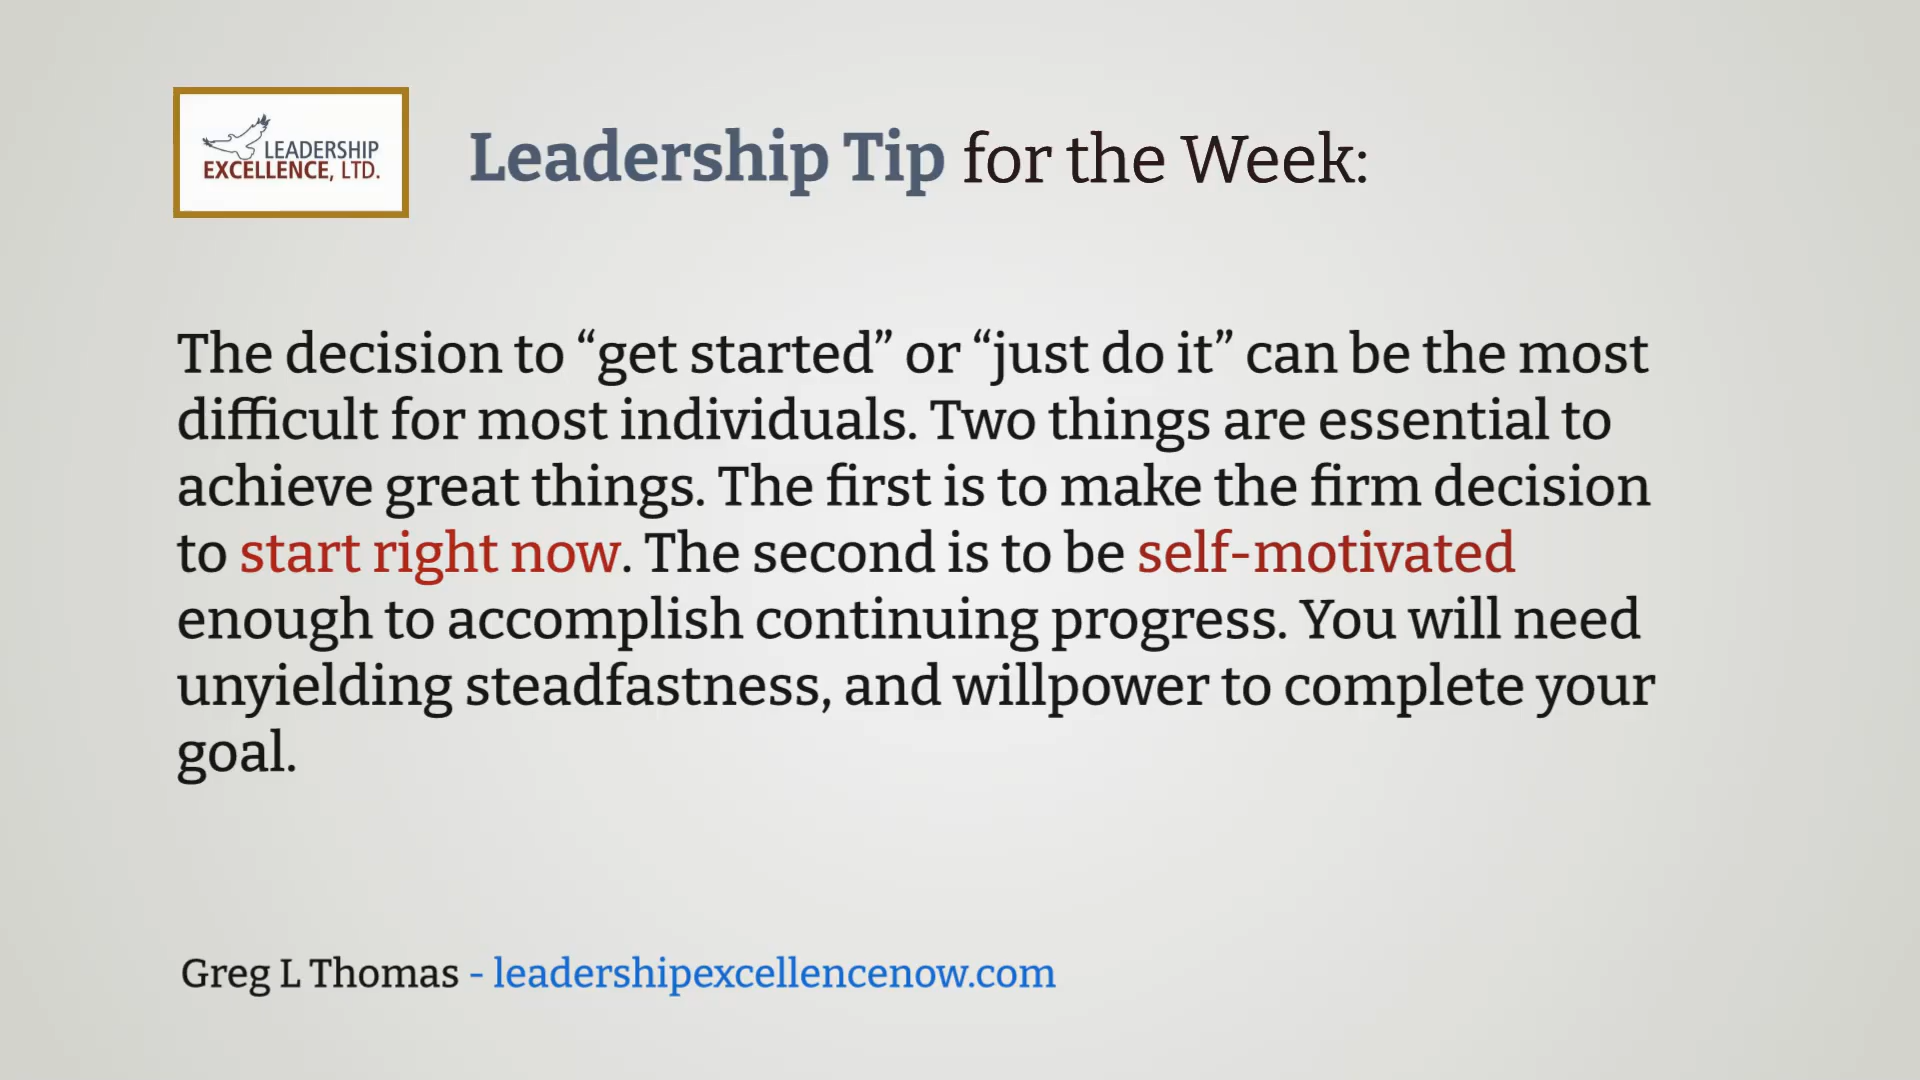 LEADERSHIP
EXCELLENCE, LTD.
Leadership Tip for the Week:
The decision to “get started” or “just do it” can be the most
difficult for most individuals. Two things are essential to
achieve great things. The first is to make the firm decision
to start right now. The second is to be self-motivated
enough to accomplish continuing progress. You will need
unyielding steadfastness, and willpower to complete your
goal.
Greg L Thomas - leadershipexcellencenow.com